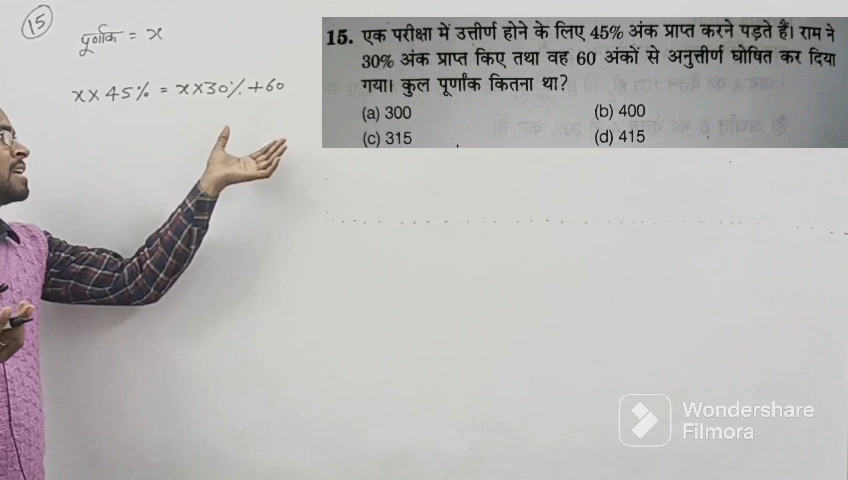 15
पूर्णांक = x
x × 45% = x×30% + 60
15. एक परीक्षा में उत्तीर्ण होने के लिए 45% अंक प्राप्त करने पड़ते हैं। राम ने
30% अंक प्राप्त किए तथा वह 60 अंकों से अनुत्तीर्ण घोषित कर दिया
गया। कुल पूर्णांक कितना था?
(a) 300 (b) 400
(c) 315 (d) 415
Wondershare
Filmora